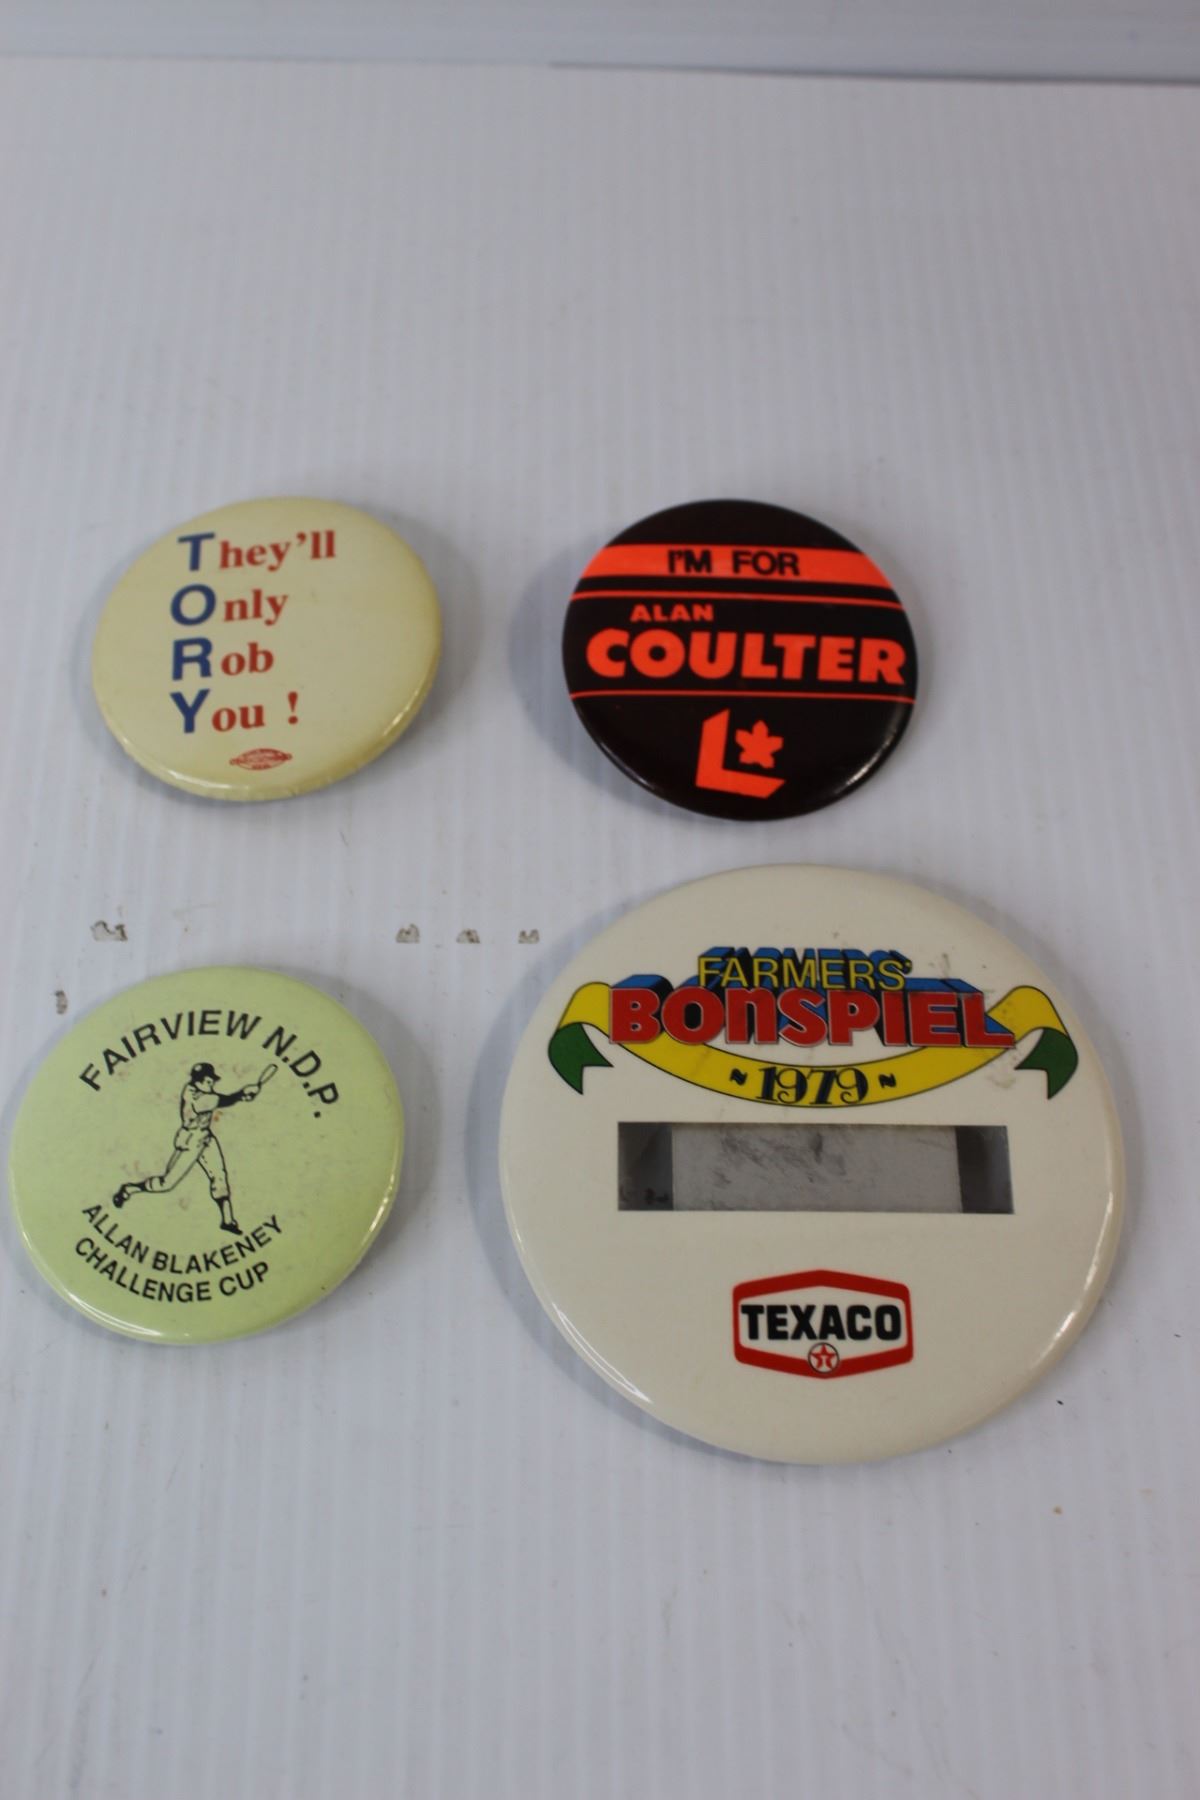 They'll
Only
Rob
You !
I'M FOR
ALAN
COULTER
L
FAIRVIEW N.D.P.
ALLAN BLAKENEY
CHALLENGE CUP
FARMERS'
BONSPIEL
~ 1979 ~
TEXACO
T